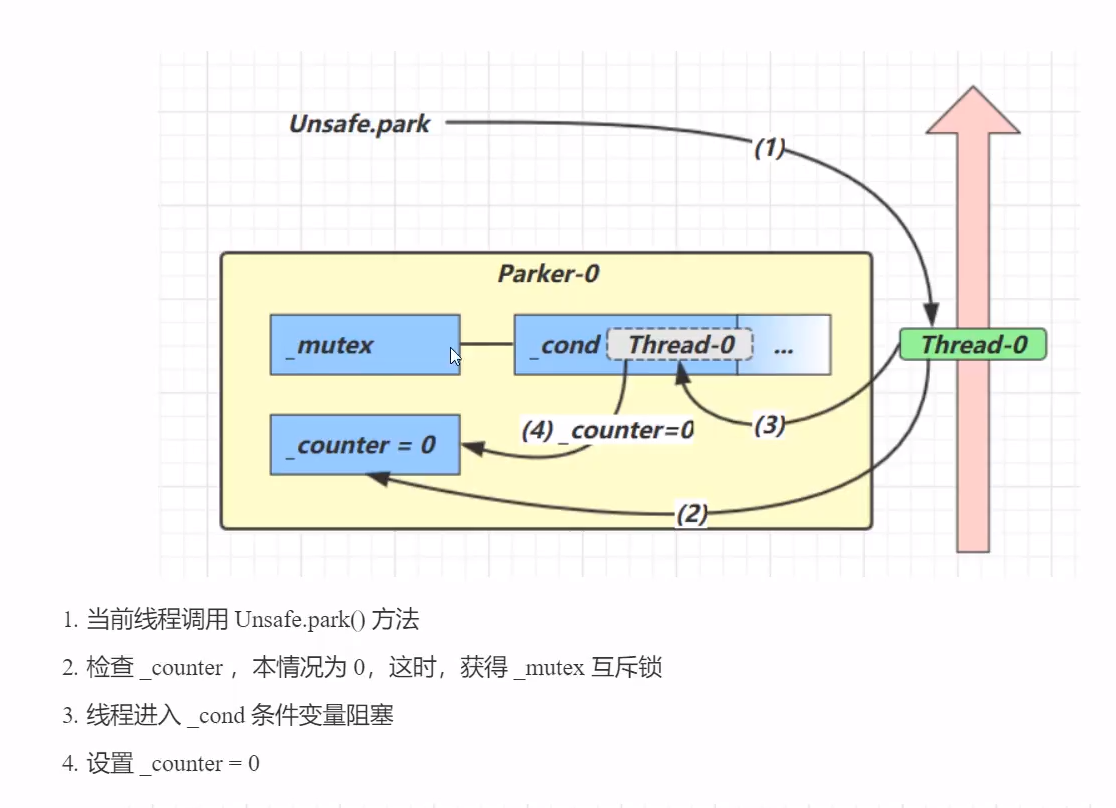 Unsafe.park
(1)
Parker-0
_mutex
_cond
Thread-0
...
Thread-0
(4) _counter=0
(3)
_counter = 0
(2)
1. 当前线程调用 Unsafe.park() 方法
2. 检查 _counter ，本情况为 0，这时，获得 _mutex 互斥锁
3. 线程进入 _cond 条件变量阻塞
4. 设置 _counter = 0